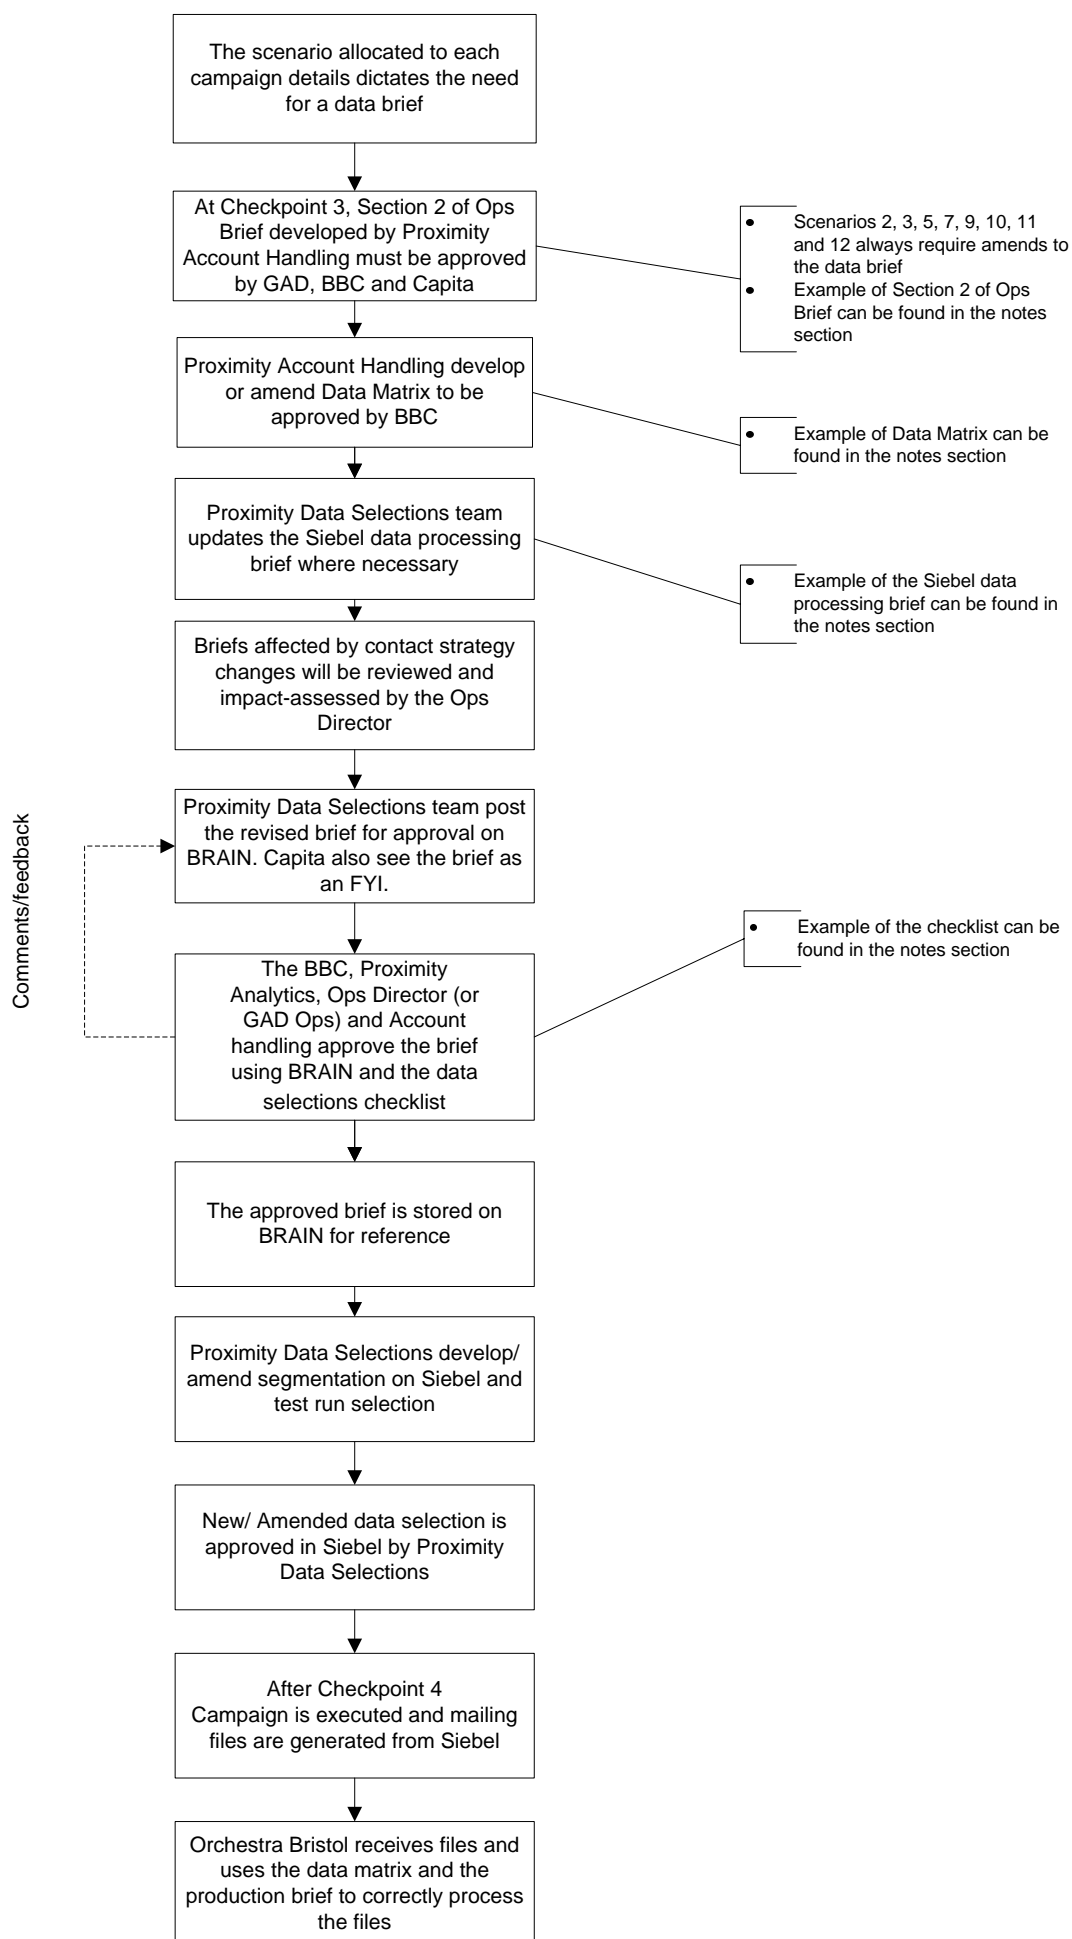 The scenario allocated to each
campaign details dictates the need
for a data brief
At Checkpoint 3, Section 2 of Ops
Brief developed by Proximity
Account Handling must be approved
by GAD, BBC and Capita
• Scenarios 2, 3, 5, 7, 9, 10, 11
and 12 always require amends to
the data brief
• Example of Section 2 of Ops
Brief can be found in the notes
section
Proximity Account Handling develop
or amend Data Matrix to be
approved by BBC
• Example of Data Matrix can be
found in the notes section
Proximity Data Selections team
updates the Siebel data processing
brief where necessary
• Example of the Siebel data
processing brief can be found in
the notes section
Briefs affected by contact strategy
changes will be reviewed and
impact-assessed by the Ops
Director
Proximity Data Selections team post
the revised brief for approval on
BRAIN. Capita also see the brief as
an FYI.
Comments/feedback
The BBC, Proximity
Analytics, Ops Director (or
GAD Ops) and Account
handling approve the brief
using BRAIN and the data
selections checklist
• Example of the checklist can be
found in the notes section
The approved brief is stored on
BRAIN for reference
Proximity Data Selections develop/
amend segmentation on Siebel and
test run selection
New/ Amended data selection is
approved in Siebel by Proximity
Data Selections
After Checkpoint 4
Campaign is executed and mailing
files are generated from Siebel
Orchestra Bristol receives files and
uses the data matrix and the
production brief to correctly process
the files